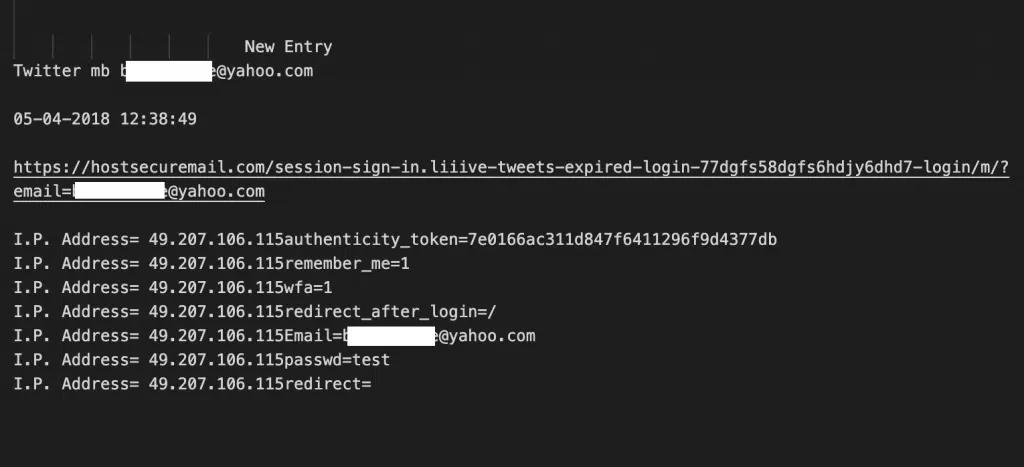 New Entry
Twitter mb b e@yahoo.com
05-04-2018 12:38:49
https://hostsecuremail.com/session-sign-in.liiive-tweets-expired-login-77dgfs58dgfs6hdjy6dhd7-login/m/?
email= e@yahoo.com
I.P. Address= 49.207.106.115authenticity_token=7e0166ac311d847f6411296f9d4377db
I.P. Address= 49.207.106.115remember_me=1
I.P. Address= 49.207.106.115wfa=1
I.P. Address= 49.207.106.115redirect_after_login=/
I.P. Address= 49.207.106.115Email=b e@yahoo.com
I.P. Address= 49.207.106.115passwd=test
I.P. Address= 49.207.106.115redirect=